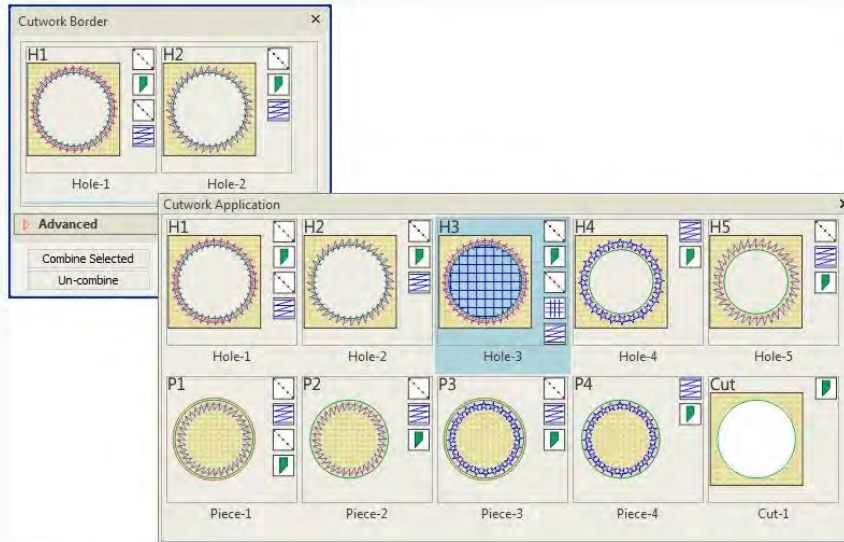 Cutwork Border
H1 H2
Hole-1 Hole-2
Advanced
Combine Selected
Un-combine
Cutwork Application
H1 H2 H3 H4 H5
Hole-1 Hole-2 Hole-3 Hole-4 Hole-5
P1 P2 P3 P4 Cut
Piece-1 Piece-2 Piece-3 Piece-4 Cut-1